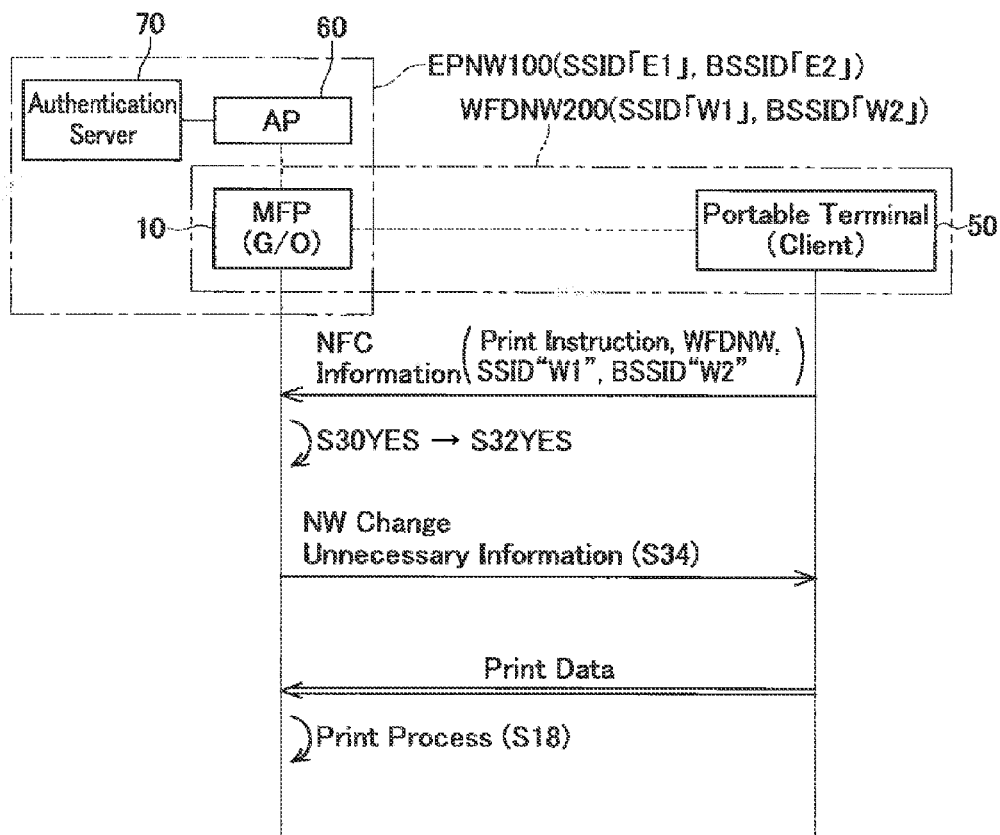 70
60
EPNW100(SSID｢E1｣, BSSID｢E2｣)
WFDNW200(SSID｢W1｣, BSSID｢W2｣)
Authentication
Server
AP
10
MFP
(G/O)
Portable Terminal
(Client)
50
NFC
Information
(Print Instruction, WFDNW,
SSID“W1”, BSSID“W2”)
S30YES → S32YES
NW Change
Unnecessary Information (S34)
Print Data
Print Process (S18)